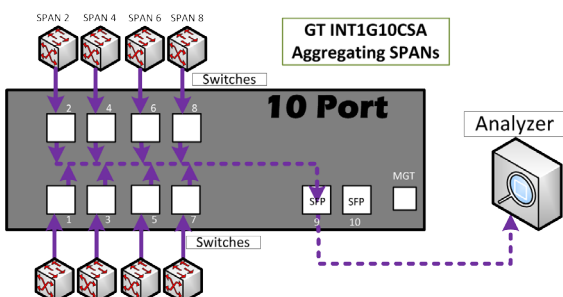 SPAN 2 SPAN 4 SPAN 6 SPAN 8
GT INT1G10CSA
Aggregating SPANs
Switches
10 Port
2 4 6 8
Analyzer
MGT
SFP SFP
1 3 5 7 9 10
Switches